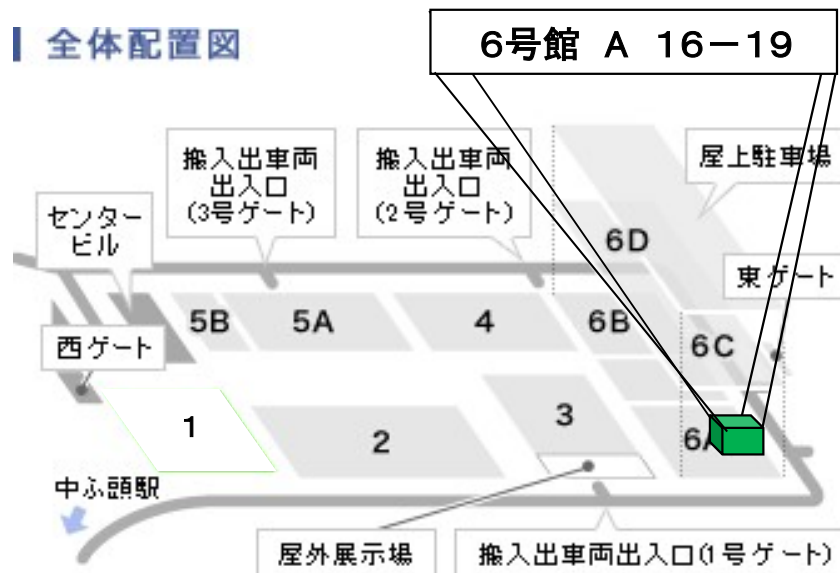 全体配置図
6号館 A 16－19
搬入出車両
出入口
(3号ゲート)
搬入出車両
出入口
(2号ゲート)
屋上駐車場
センター
ビル
6D
東ゲート
5B
5A
4
6B
6C
西ゲート
1
2
3
6A
中ふ頭駅
屋外展示場
搬入出車両出入口(1号ゲート)